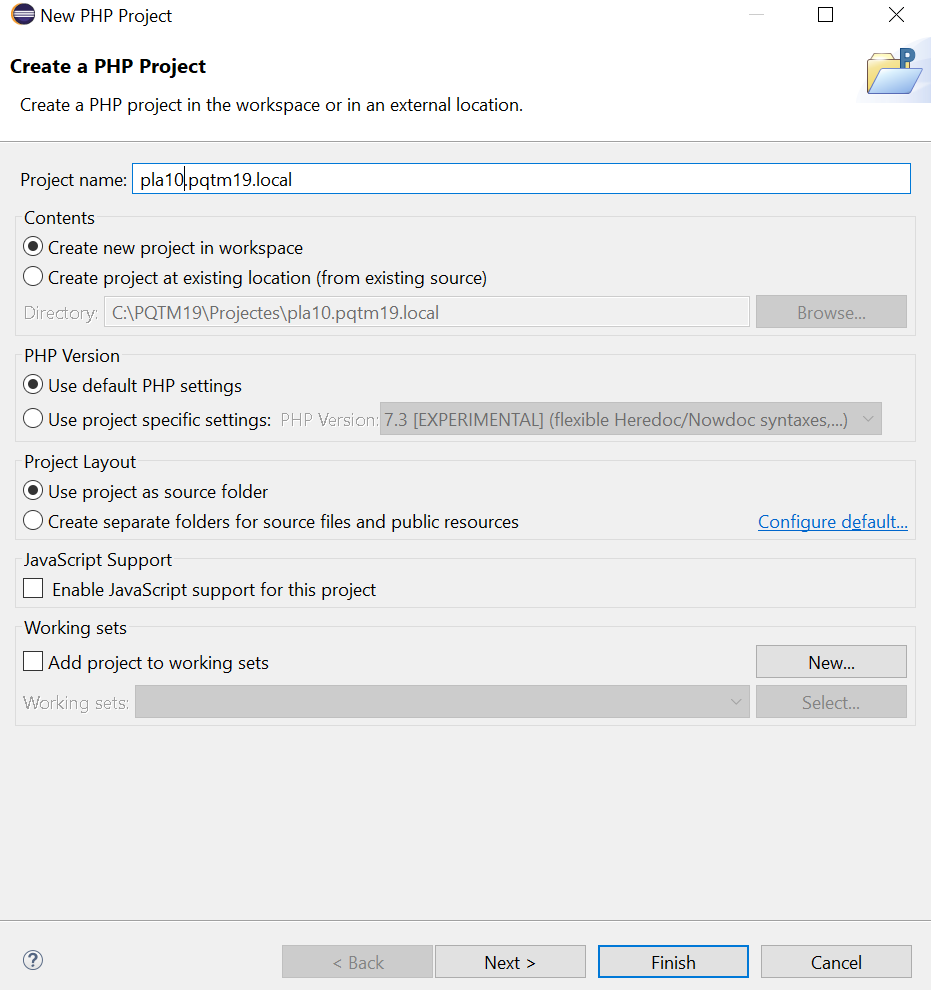 New PHP Project
Create a PHP Project
Create a PHP project in the workspace or in an external location.
Project name: pla10.pqtm19.local
Contents
Create new project in workspace
Create project at existing location (from existing source)
Directory: C:\PQTM19\Projectes\pla10.pqtm19.local Browse...
PHP Version
Use default PHP settings
Use project specific settings: PHP Version: 7.3 [EXPERIMENTAL] (flexible Heredoc/Nowdoc syntaxes,...)
Project Layout
Use project as source folder
Create separate folders for source files and public resources Configure default...
JavaScript Support
Enable JavaScript support for this project
Working sets
Add project to working sets New...
Working sets: Select...
? < Back Next > Finish Cancel
P